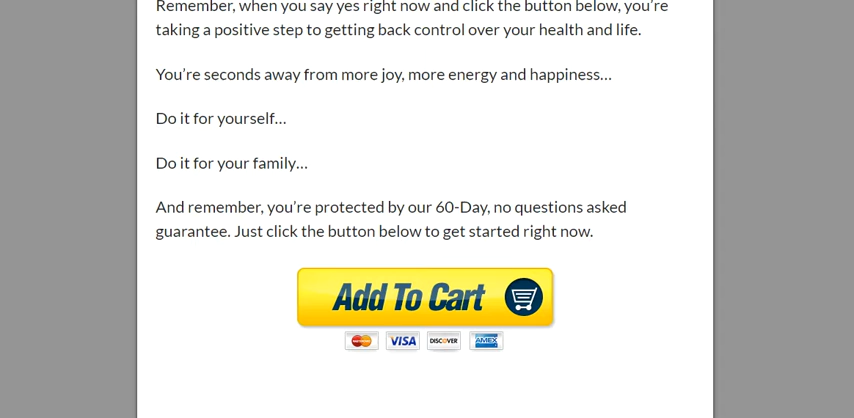 Remember, when you say yes right now and click the button below, you’re
taking a positive step to getting back control over your health and life.
You’re seconds away from more joy, more energy and happiness…
Do it for yourself…
Do it for your family…
And remember, you’re protected by our 60-Day, no questions asked
guarantee. Just click the button below to get started right now.
Add To Cart
MasterCard VISA DISCOVER AMEX